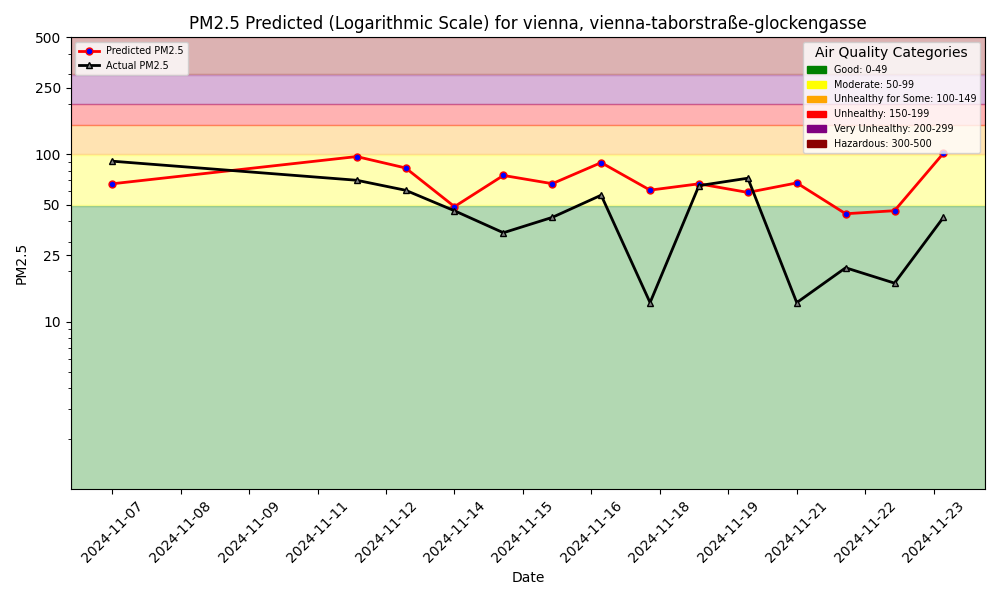 PM2.5 Predicted (Logarithmic Scale) for vienna, vienna-taborstraße-glockengasse
Predicted PM2.5
Actual PM2.5
Air Quality Categories
Good: 0-49
Moderate: 50-99
Unhealthy for Some: 100-149
Unhealthy: 150-199
Very Unhealthy: 200-299
Hazardous: 300-500
500
250
100
50
25
10
PM2.5
2024-11-07
2024-11-08
2024-11-09
2024-11-11
2024-11-12
2024-11-14
2024-11-15
2024-11-16
2024-11-18
2024-11-19
2024-11-21
2024-11-22
2024-11-23
Date